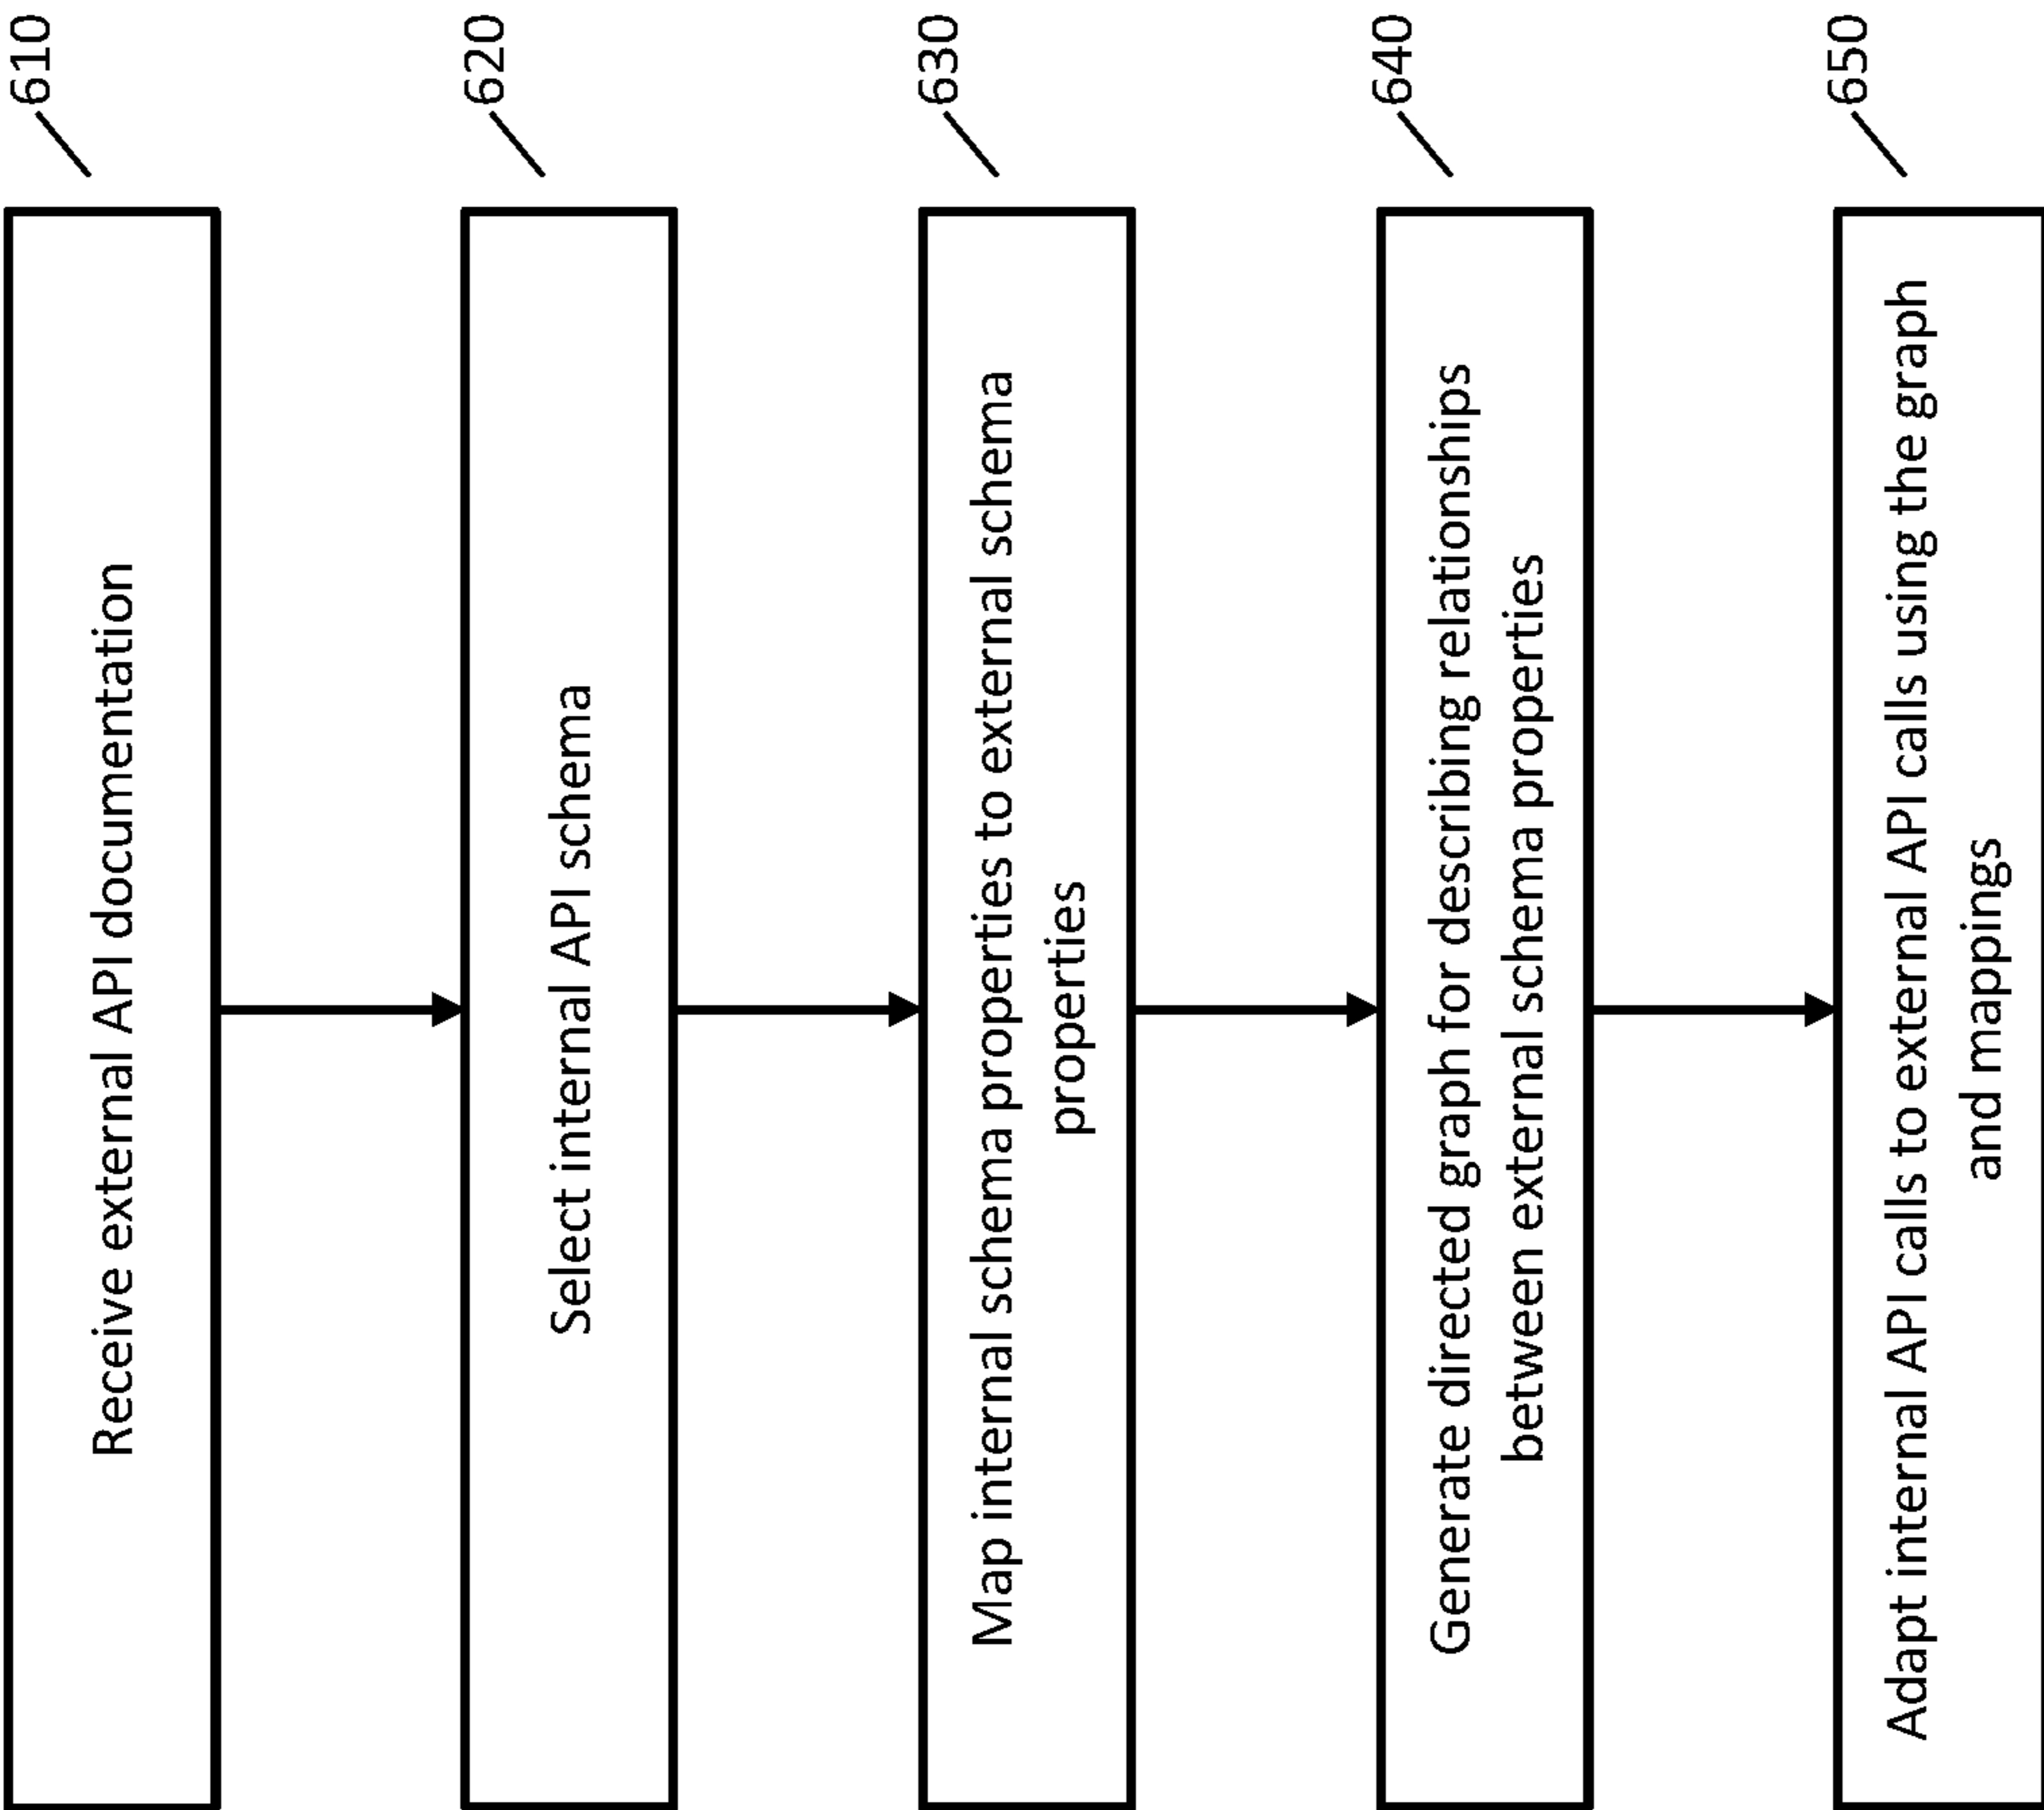 Receive external API documentation
610
Select internal API schema
620
Map internal schema properties to external schema
properties
630
Generate directed graph for describing relationships
between external schema properties
640
Adapt internal API calls to external API calls using the graph
and mappings
650